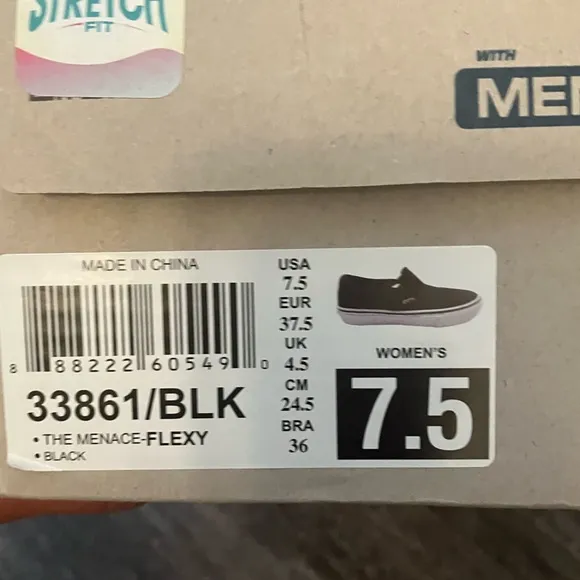 STRETCH
FIT
WITH
MADE IN CHINA
8 88222 60549 0
33861/BLK
• THE MENACE-FLEXY
• BLACK
USA
7.5
EUR
37.5
UK
4.5
CM
24.5
BRA
36
WOMEN'S
7.5